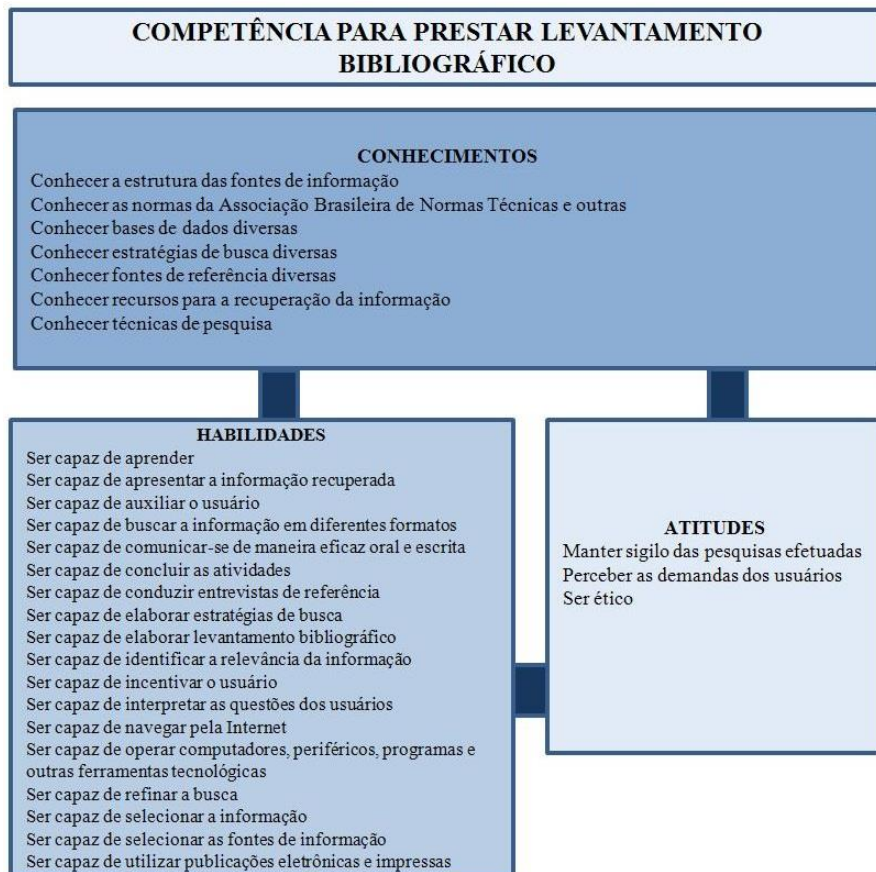 COMPETÊNCIA PARA PRESTAR LEVANTAMENTO
BIBLIOGRÁFICO
CONHECIMENTOS
Conhecer a estrutura das fontes de informação
Conhecer as normas da Associação Brasileira de Normas Técnicas e outras
Conhecer bases de dados diversas
Conhecer estratégias de busca diversas
Conhecer fontes de referência diversas
Conhecer recursos para a recuperação da informação
Conhecer técnicas de pesquisa
HABILIDADES
Ser capaz de aprender
Ser capaz de apresentar a informação recuperada
Ser capaz de auxiliar o usuário
Ser capaz de buscar a informação em diferentes formatos
Ser capaz de comunicar-se de maneira eficaz oral e escrita
Ser capaz de concluir as atividades
Ser capaz de conduzir entrevistas de referência
Ser capaz de elaborar estratégias de busca
Ser capaz de elaborar levantamento bibliográfico
Ser capaz de identificar a relevância da informação
Ser capaz de incentivar o usuário
Ser capaz de interpretar as questões dos usuários
Ser capaz de navegar pela Internet
Ser capaz de operar computadores, periféricos, programas e
outras ferramentas tecnológicas
Ser capaz de refinar a busca
Ser capaz de selecionar a informação
Ser capaz de selecionar as fontes de informação
Ser capaz de utilizar publicações eletrônicas e impressas
ATITUDES
Manter sigilo das pesquisas efetuadas
Perceber as demandas dos usuários
Ser ético